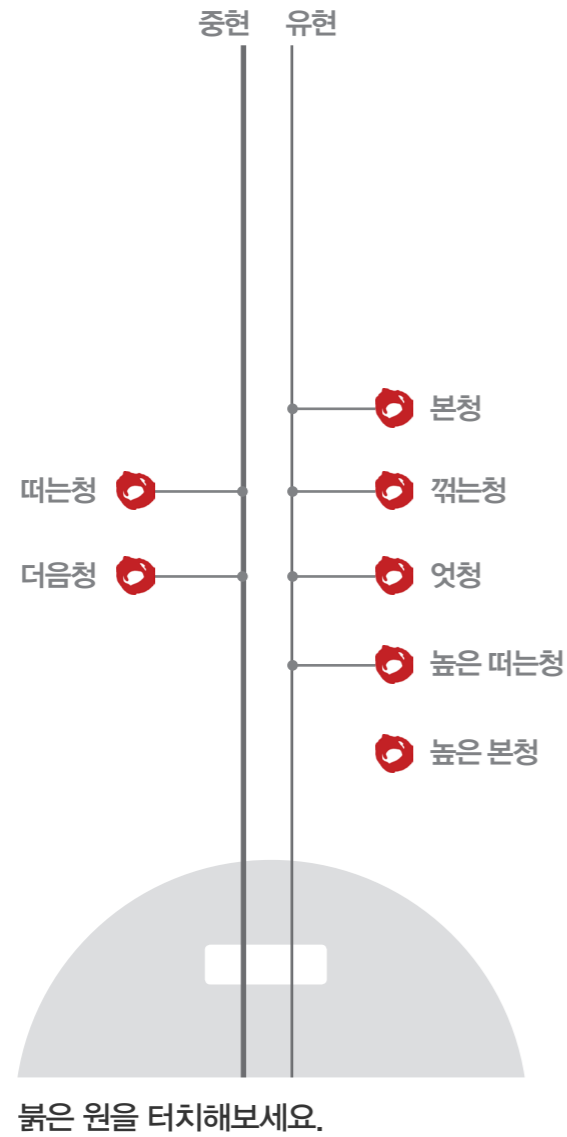 중현 유현
본청
떠는청 꺾는청
더음청 엇청
높은 떠는청
높은 본청
붉은 원을 터치해보세요.